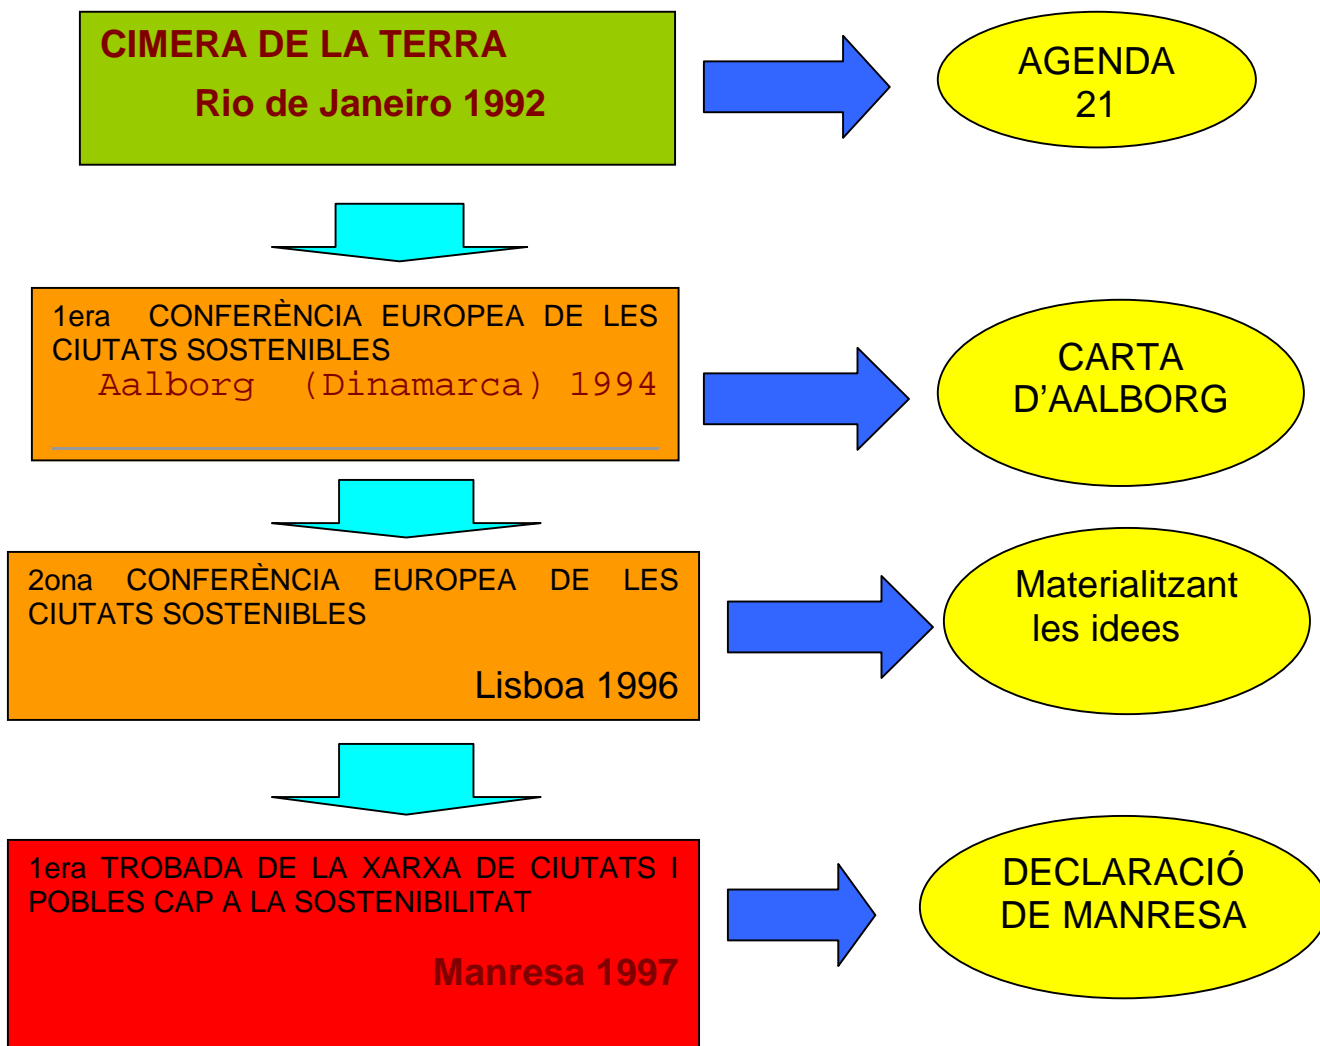 CIMERA DE LA TERRA
Rio de Janeiro 1992
AGENDA
21
1era CONFERÈNCIA EUROPEA DE LES
CIUTATS SOSTENIBLES
Aalborg (Dinamarca) 1994
CARTA
D'AALBORG
2ona CONFERÈNCIA EUROPEA DE LES
CIUTATS SOSTENIBLES
Lisboa 1996
Materialitzant
les idees
1era TROBADA DE LA XARXA DE CIUTATS I
POBLES CAP A LA SOSTENIBILITAT
Manresa 1997
DECLARACIÓ
DE MANRESA